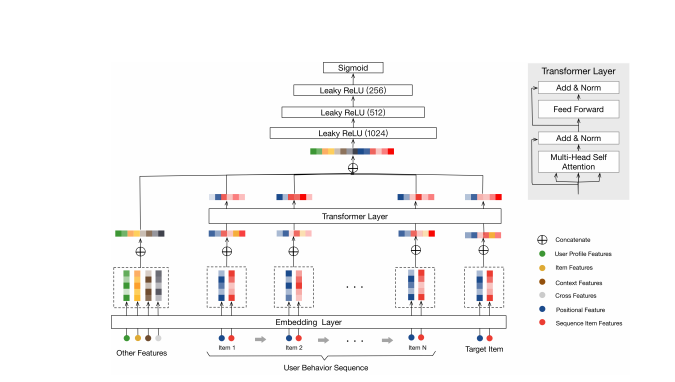 Sigmoid
Leaky ReLU (256)
Leaky ReLU (512)
Leaky ReLU (1024)
Transformer Layer
Embedding Layer
Other Features
Item 1
Item 2
. . .
. . .
Item N
Target Item
User Behavior Sequence
Transformer Layer
Add & Norm
Feed Forward
Add & Norm
Multi-Head Self
Attention
Concatenate
User Profile Features
Item Features
Context Features
Cross Features
Positional Feature
Sequence Item Features